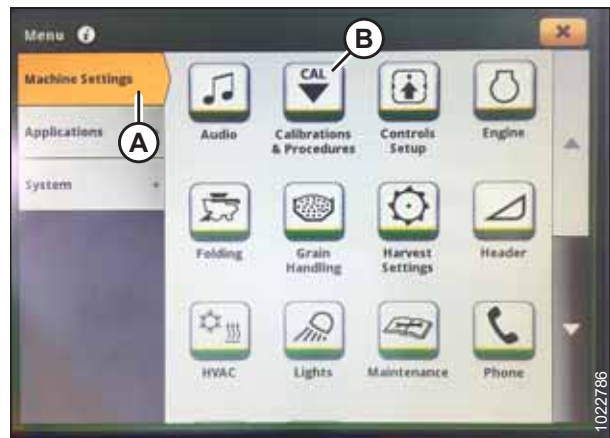 Menu i
B
Machine Settings
A
Applications
System +
CAL
Audio
Calibrations
& Procedures
Controls
Setup
Engine
Folding
Grain
Handling
Harvest
Settings
Header
HVAC
Lights
Maintenance
Phone
1022786